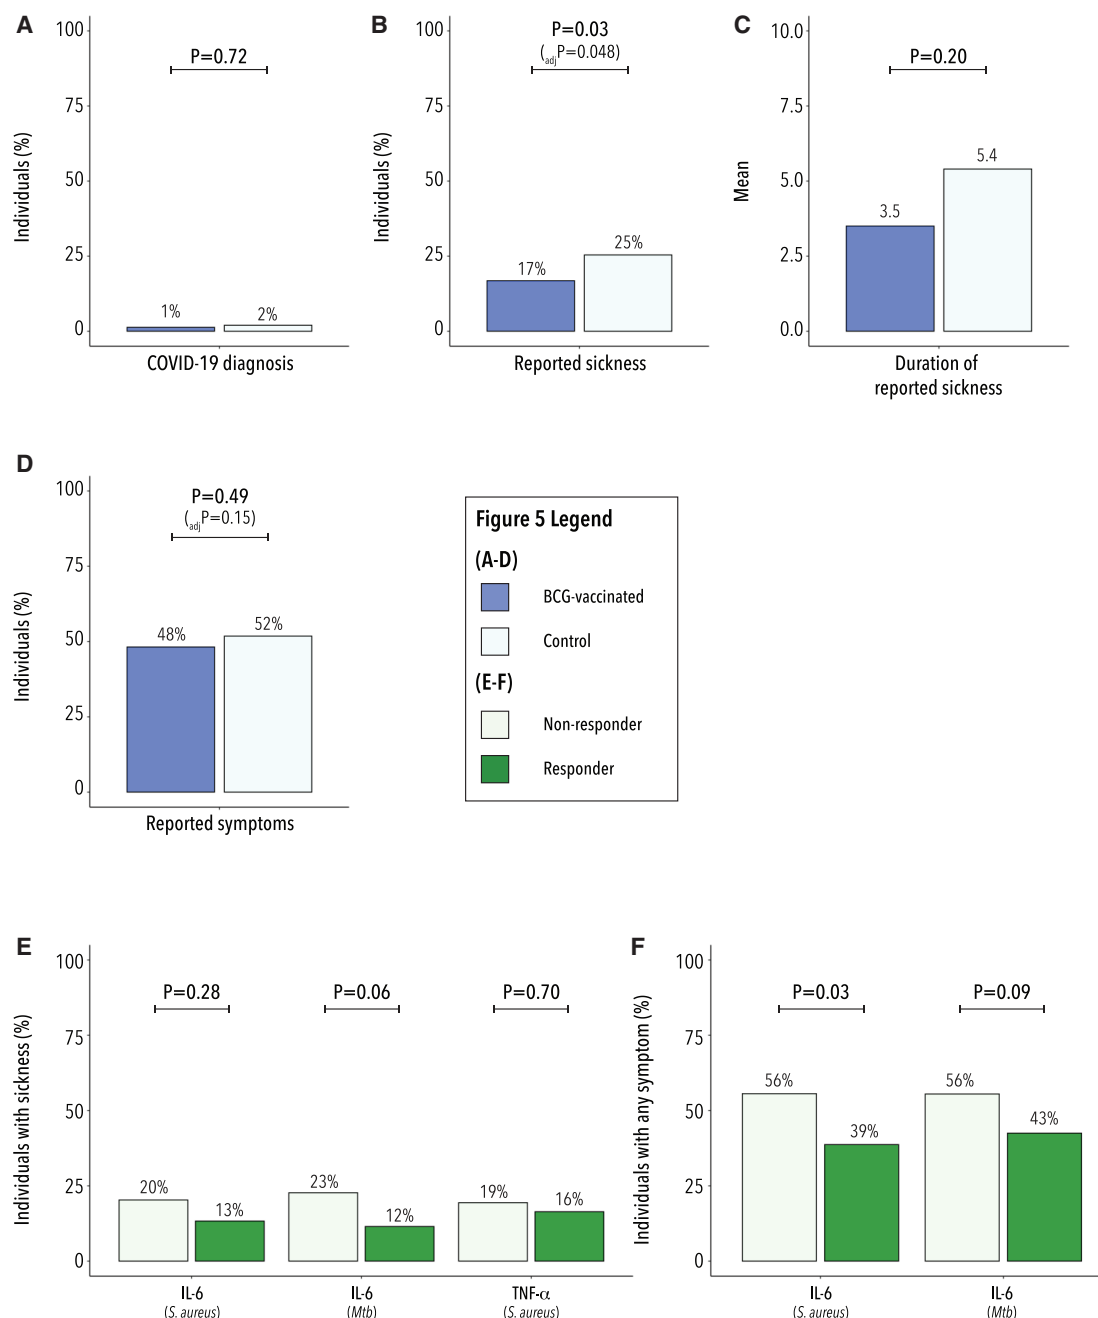 A
Individuals (%)
100
75
50
25
0
P=0.72
1%
2%
COVID-19 diagnosis
B
Individuals (%)
100
75
50
25
0
P=0.03
(adjP=0.048)
17%
25%
Reported sickness
C
Mean
10.0
7.5
5.0
2.5
0.0
P=0.20
3.5
5.4
Duration of
reported sickness
D
Individuals (%)
100
75
50
25
0
P=0.49
(adjP=0.15)
48%
52%
Reported symptoms
Figure 5 Legend
(A-D)
BCG-vaccinated
Control
(E-F)
Non-responder
Responder
E
Individuals with sickness (%)
100
75
50
25
0
P=0.28
P=0.06
P=0.70
20%
13%
23%
12%
19%
16%
IL-6
(S. aureus)
IL-6
(Mtb)
TNF-α
(S. aureus)
F
Individuals with any symptom (%)
100
75
50
25
0
P=0.03
P=0.09
56%
39%
56%
43%
IL-6
(S. aureus)
IL-6
(Mtb)